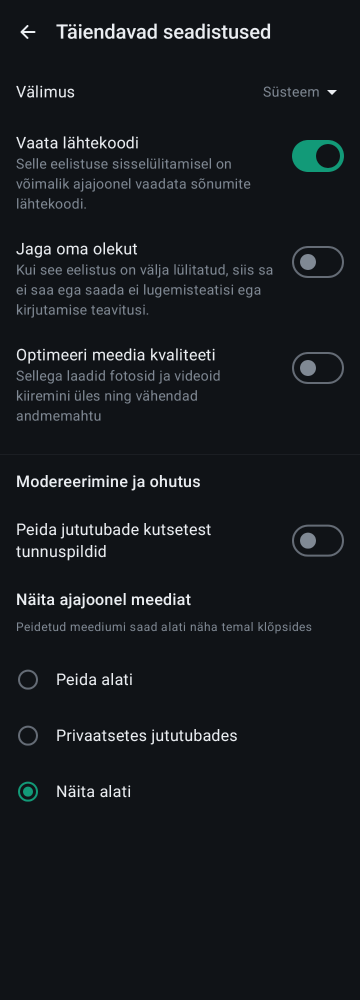 Täiendavad seadistused
Välimus
Süsteem
Vaata lähtekoodi
Selle eelistuse sisselülitamisel on
võimalik ajajoonel vaadata sõnumite
lähtekoodi.
Jaga oma olekut
Kui see eelistus on välja lülitatud, siis sa
ei saa ega saada ei lugemisteatisi ega
kirjutamise teavitusi.
Optimeeri meedia kvaliteeti
Sellega laadid fotosid ja videoid
kiiremini üles ning vähendad
andmemahtu
Modereerimine ja ohutus
Peida jututubade kutsetest
tunnuspildid
Näita ajajoonel meediat
Peidetud meediumi saad alati näha temal klõpsides
Peida alati
Privaatsetes jututubades
Näita alati